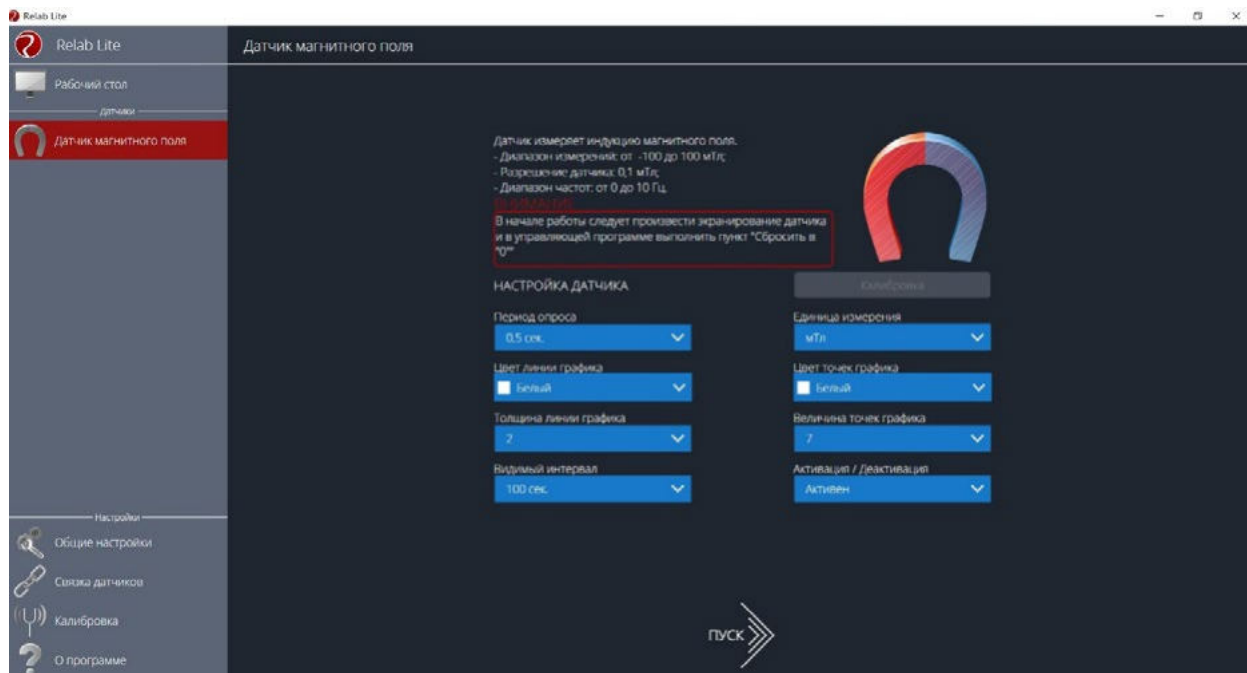 Relab Lite
Relab Lite
Датчик магнитного поля
Рабочий стол
Датчики
Датчик магнитного поля
Датчик измеряет индукцию магнитного поля.
- Диапазон измерений: от -100 до 100 мТл;
- Разрешение датчика: 0,1 мТл;
- Диапазон частот: от 0 до 10 Гц.
ВНИМАНИЕ
В начале работы следует произвести экранирование датчика
и в управляющей программе выполнить пункт "Сбросить в
"0""
НАСТРОЙКА ДАТЧИКА
Калибровка
Период опроса
0,5 сек.
Единица измерения
мТл
Цвет линии графика
Белый
Цвет точек графика
Белый
Толщина линии графика
2
Величина точек графика
7
Видимый интервал
100 сек.
Активация / Деактивация
Активен
Настройки
Общие настройки
Связка датчиков
Калибровка
О программе
ПУСК